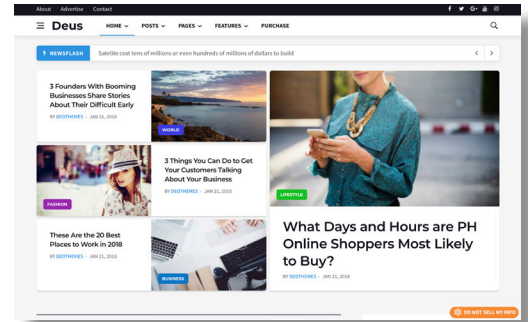 About Advertise Contact
Deus
HOME POSTS PAGES FEATURES PURCHASE
NEWSFLASH Satelite cost tens of millions or even hundreds of millions of dollars to build
3 Founders With Booming
Businesses Share Stories
About Their Difficult Early
BY DEOTHEMES - JAN 21, 2018
WORLD
FASHION
3 Things You Can Do to Get
Your Customers Talking
About Your Business
BY DEOTHEMES - JAN 21, 2018
These Are the 20 Best
Places to Work in 2018
BY DEOTHEMES - JAN 21, 2018
BUSINESS
LIFESTYLE
What Days and Hours are PH
Online Shoppers Most Likely
to Buy?
BY DEOTHEMES - JAN 21, 2018
DO NOT SELL MY INFO